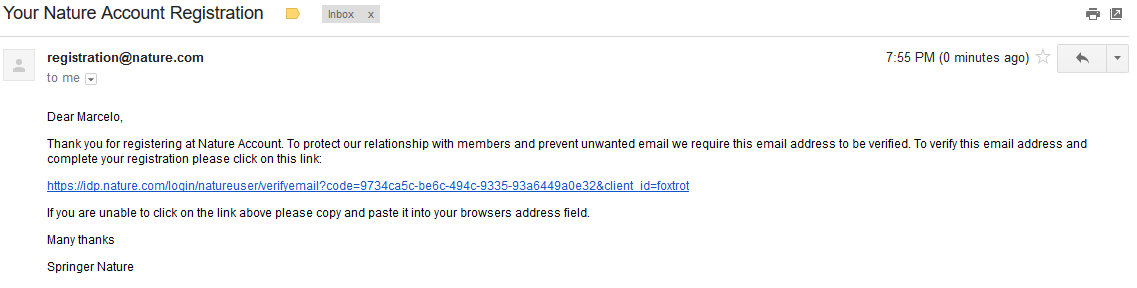 Your Nature Account Registration
Inbox x
registration@nature.com
7:55 PM (0 minutes ago)
to me
Dear Marcelo,
Thank you for registering at Nature Account. To protect our relationship with members and prevent unwanted email we require this email address to be verified. To verify this email address and
complete your registration please click on this link:
https://idp.nature.com/login/natureuser/verifyemail?code=9734ca5c-be6c-494c-9335-93a6449a0e32&client_id=foxtrot
If you are unable to click on the link above please copy and paste it into your browsers address field.
Many thanks
Springer Nature